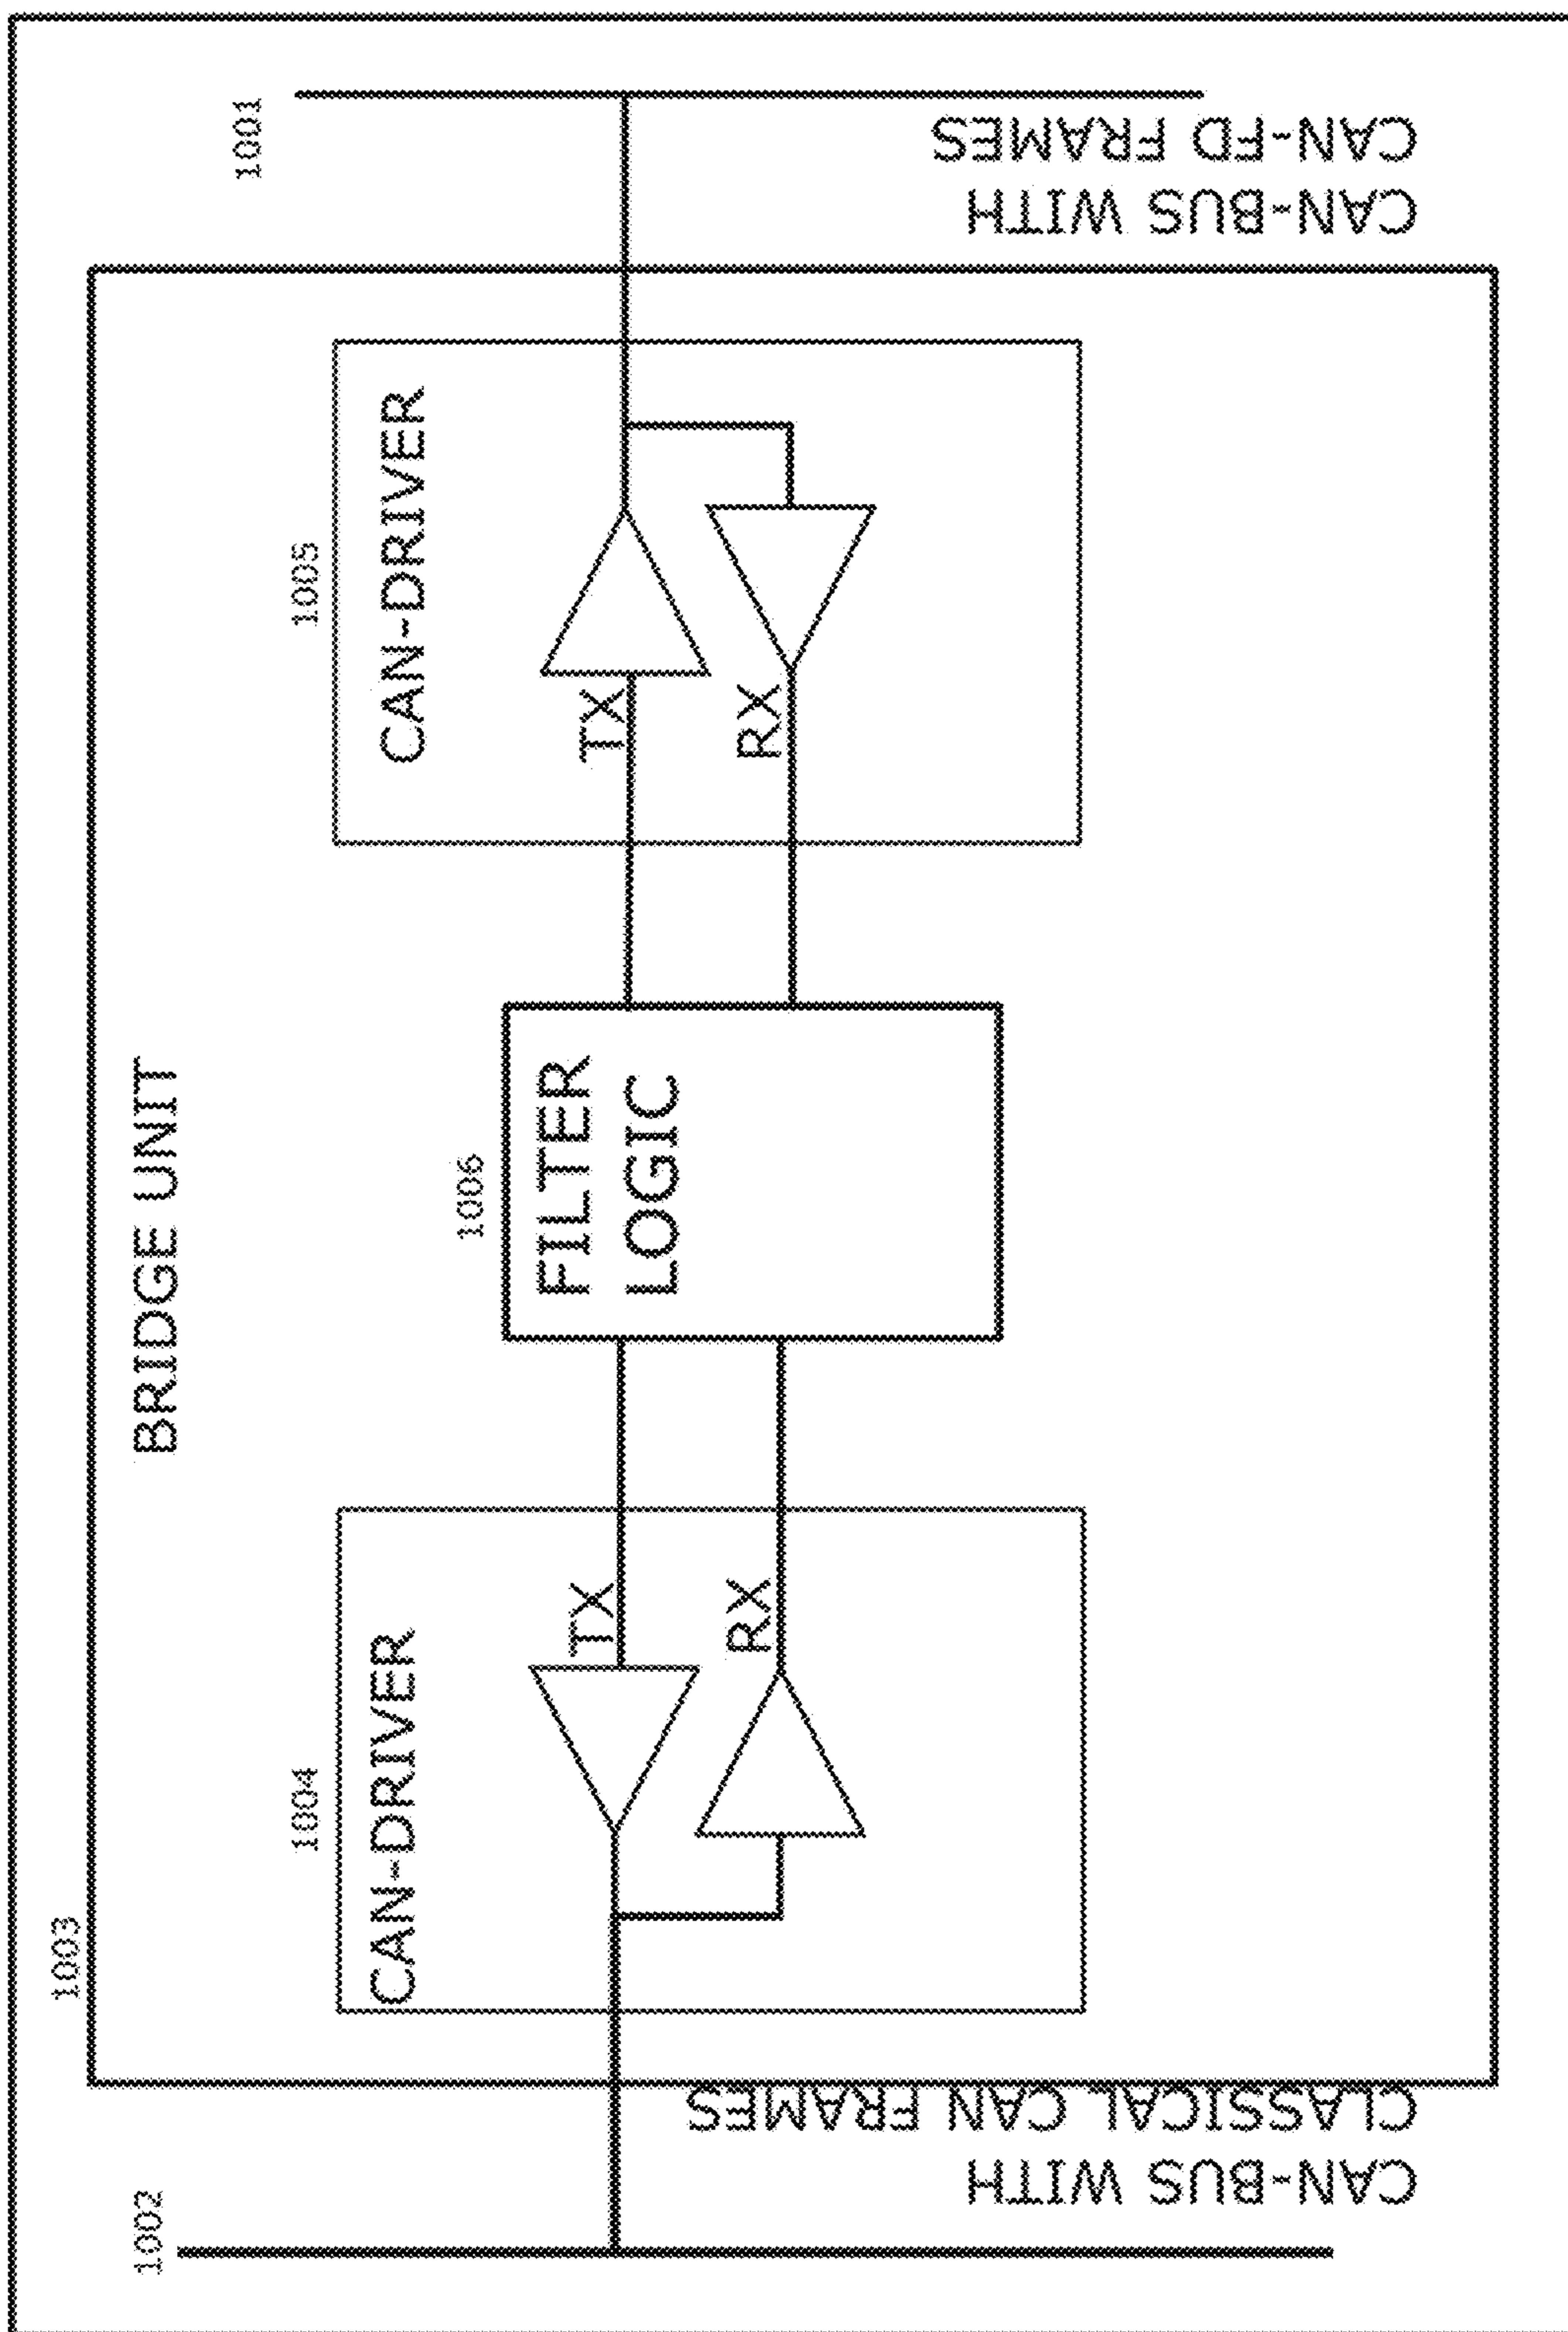 1003
BRIDGE UNIT
1002
CAN-BUS WITH
CLASSICAL CAN FRAMES
1004
CAN-DRIVER
TX
RX
1006
FILTER
LOGIC
1005
CAN-DRIVER
TX
RX
1001
CAN-BUS WITH
CAN-FD FRAMES